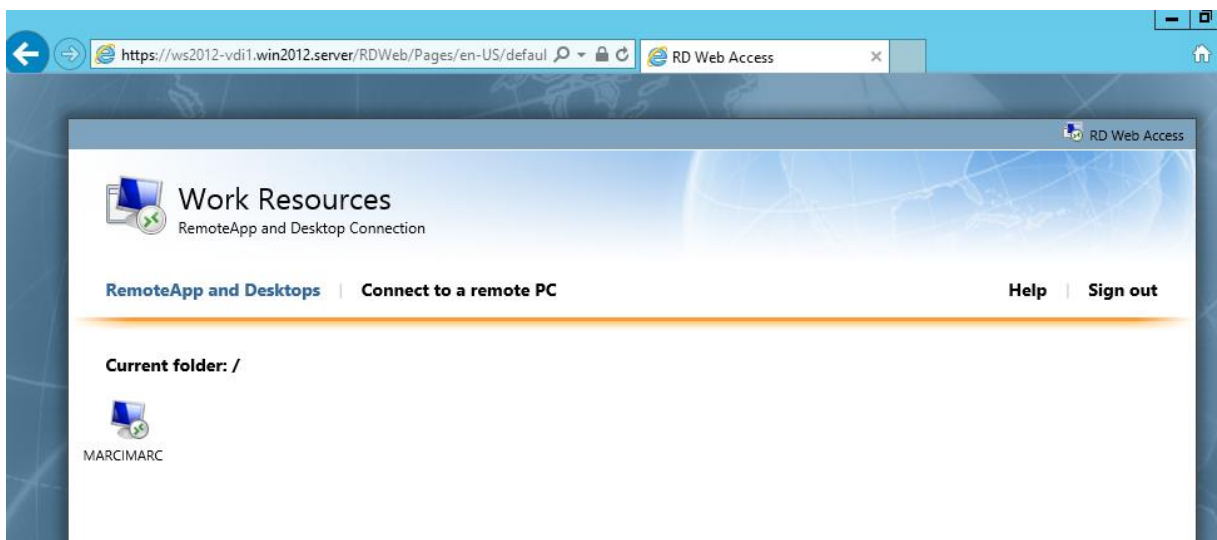 https://ws2012-vdi1.win2012.server/RDWeb/Pages/en-US/defaul
RD Web Access
RD Web Access
Work Resources
RemoteApp and Desktop Connection
RemoteApp and Desktops | Connect to a remote PC
Help | Sign out
Current folder: /
MARCIMARC